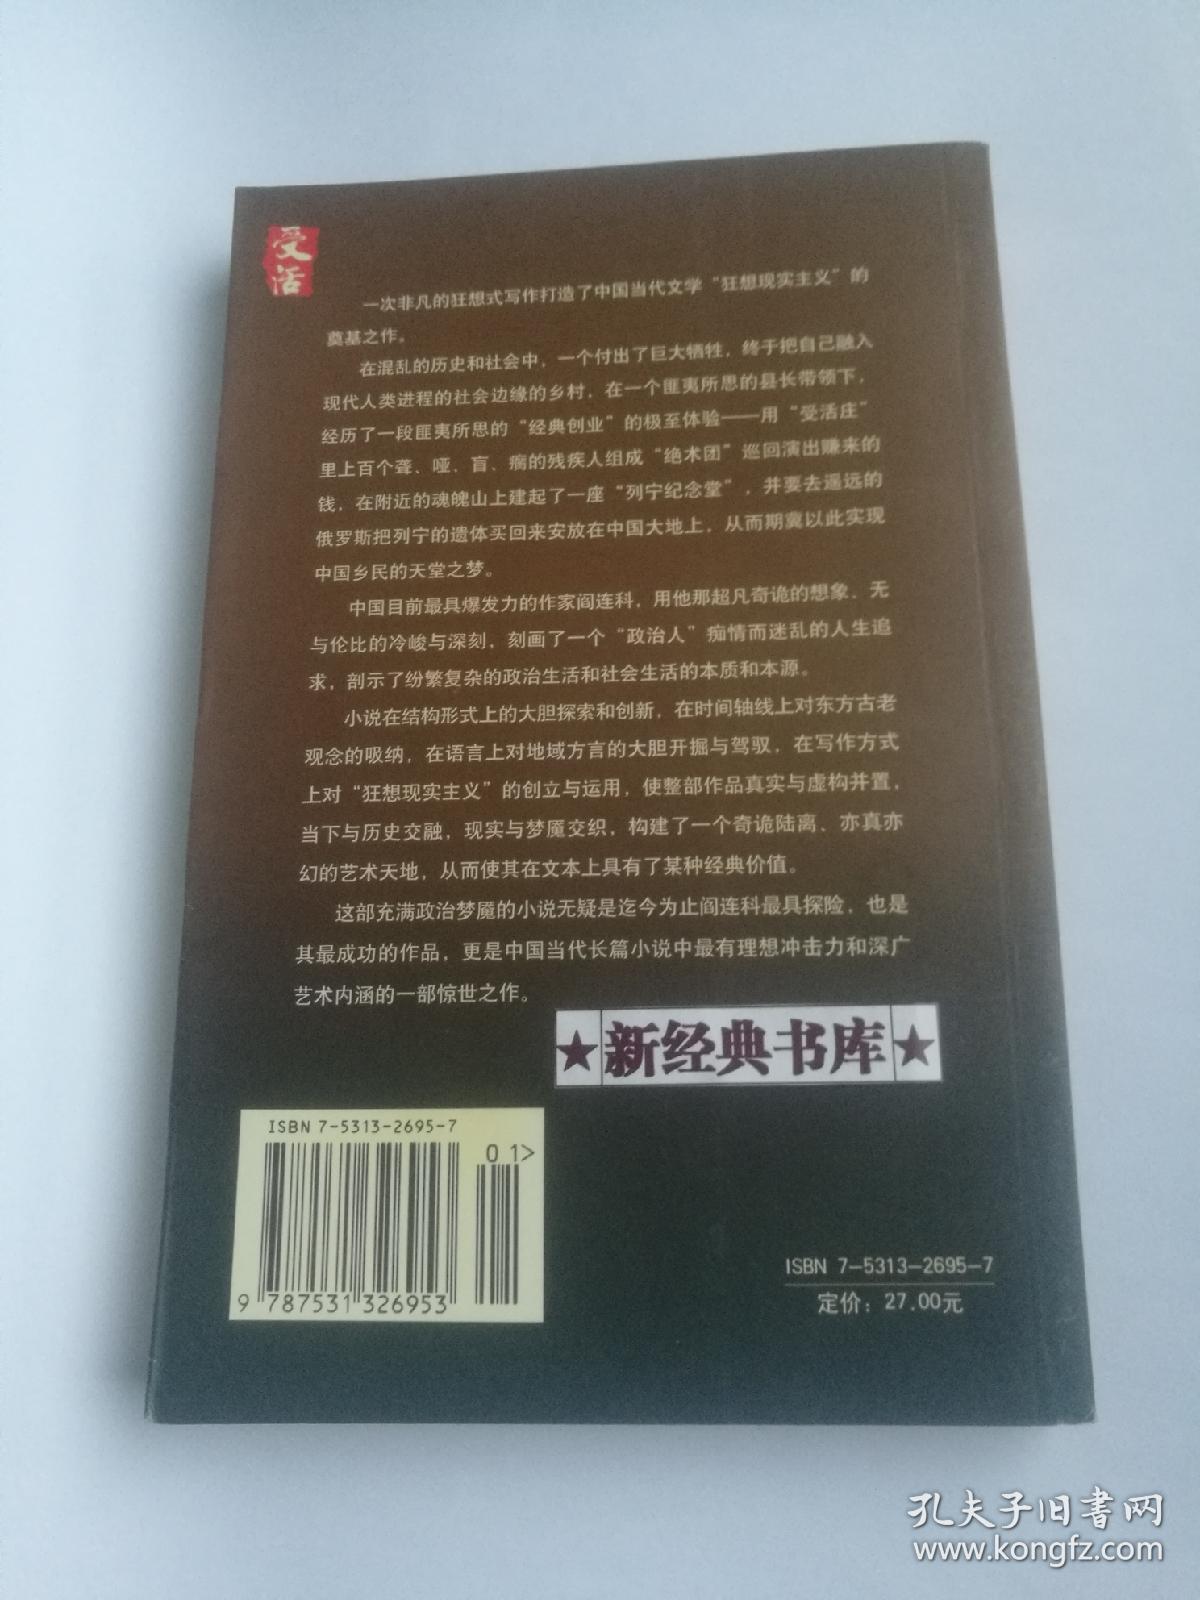 受活
一次非凡的狂想式写作打造了中国当代文学“狂想现实主义”的
奠基之作。
在混乱的历史和社会中，一个付出了巨大牺牲，终于把自己融入
现代人类进程的社会边缘的乡村，在一个匪夷所思的县长带领下，
经历了一段匪夷所思的“经典创业”的极至体验——用“受活庄”
里上百个聋、哑、盲、瘸的残疾人组成“绝术团”巡回演出赚来的
钱，在附近的魂魄山上建起了一座“列宁纪念堂”，并要去遥远的
俄罗斯把列宁的遗体买回来安放在中国大地上，从而期冀以此实现
中国乡民的天堂之梦。
中国目前最具爆发力的作家阎连科，用他那超凡奇诡的想象、无
与伦比的冷峻与深刻，刻画了一个“政治人”痴情而迷乱的人生追
求，剖示了纷繁复杂的政治生活和社会生活的本质和本源。
小说在结构形式上的大胆探索和创新，在时间轴线上对东方古老
观念的吸纳，在语言上对地域方言的大胆开掘与驾驭，在写作方式
上对“狂想现实主义”的创立与运用，使整部作品真实与虚构并置，
当下与历史交融，现实与梦魇交织，构建了一个奇诡陆离、亦真亦
幻的艺术天地，从而使其在文本上具有了某种经典价值。
这部充满政治梦魇的小说无疑是迄今为止阎连科最具探险，也是
其最成功的作品，更是中国当代长篇小说中最有理想冲击力和深广
艺术内涵的一部惊世之作。
★新经典书库★
ISBN 7-5313-2695-7
01>
9 787531 326953
ISBN 7-5313-2695-7
定价：27.00元
孔夫子旧书网
www.kongfz.com